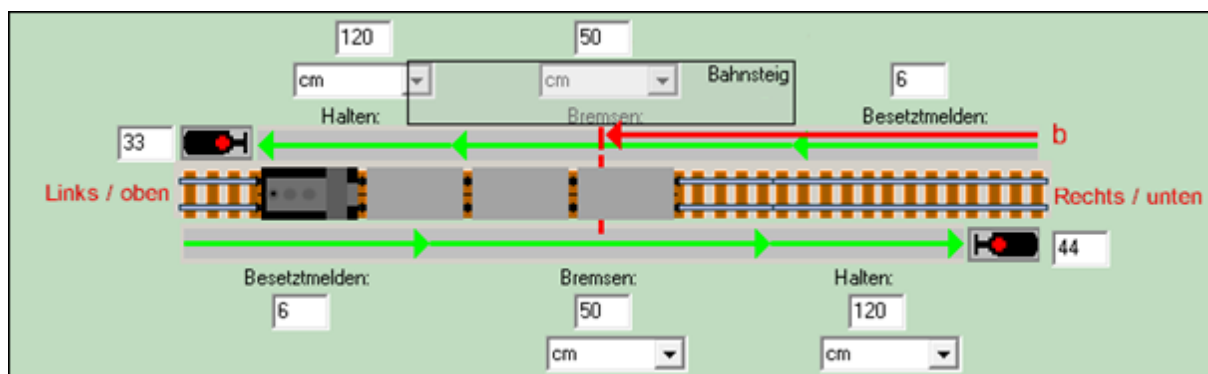 120
50
cm
cm
Bahnsteig
6
Halten:
Bremsen:
Besetztmelden:
33
b
Links / oben
Rechts / unten
44
Besetztmelden:
Bremsen:
Halten:
6
50
120
cm
cm